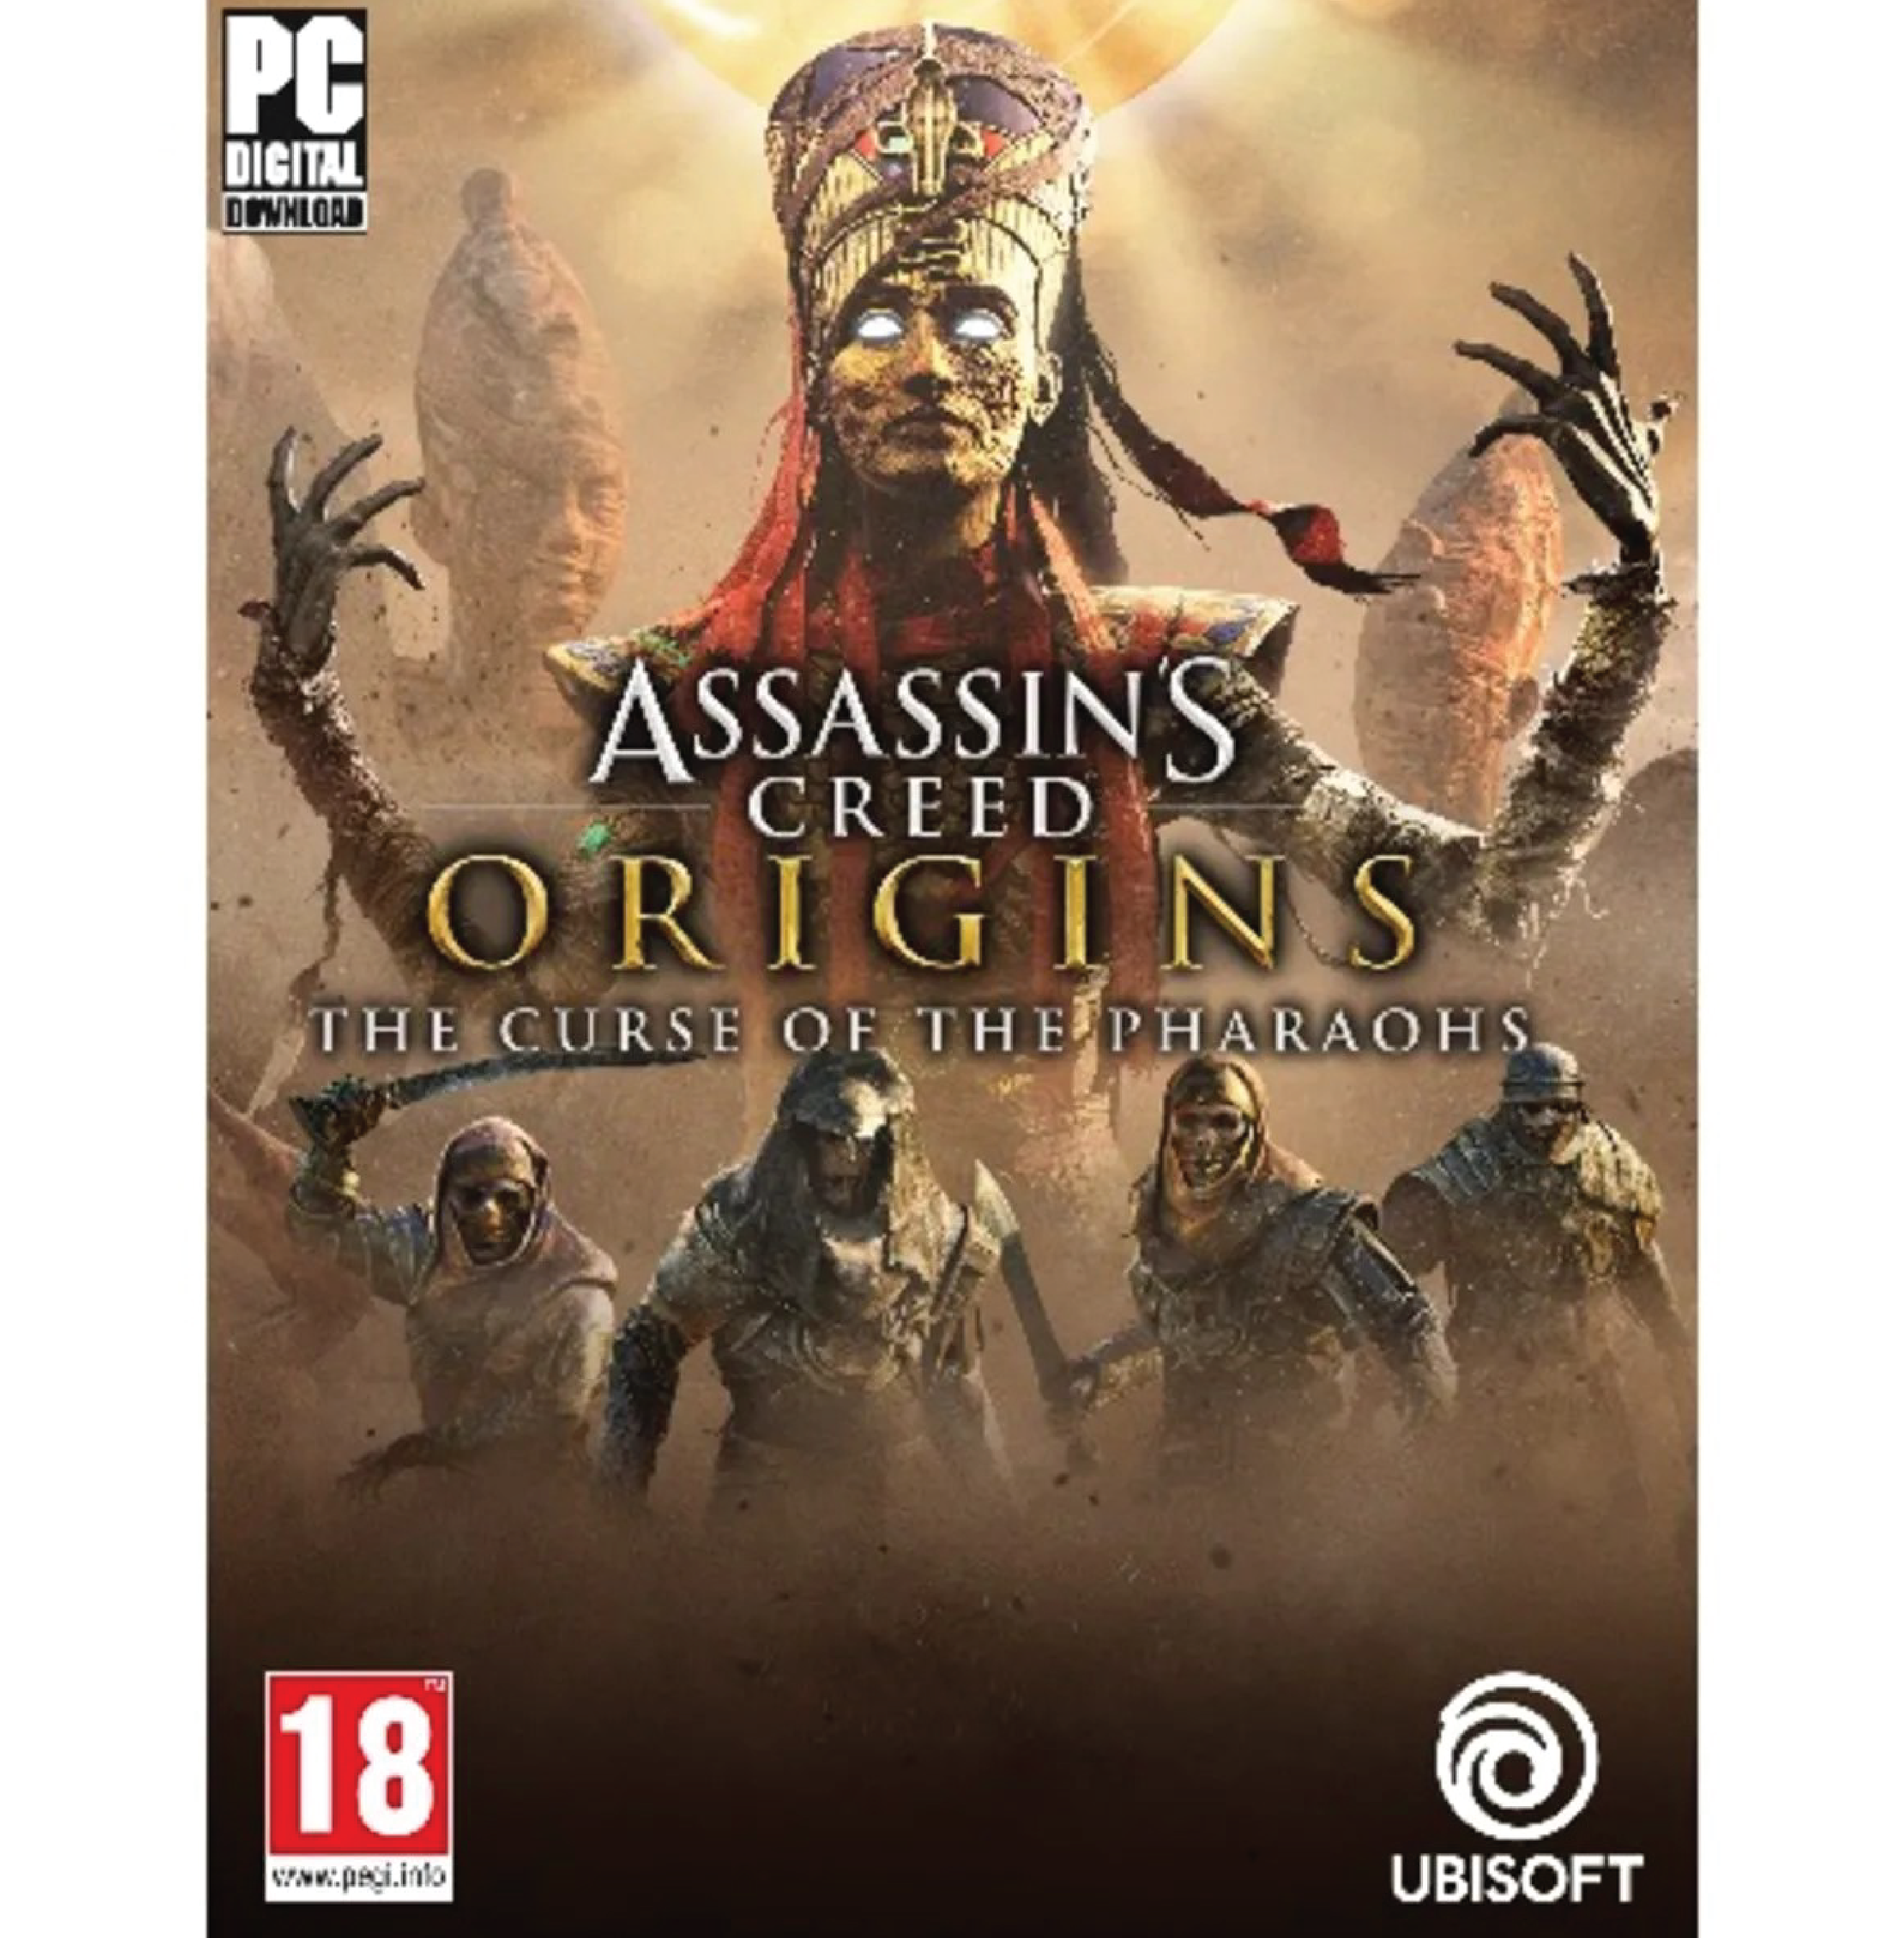 PC
DIGITAL
DOWNLOAD
ASSASSIN'S
CREED
ORIGINS
THE CURSE OF THE PHARAOHS
18
www.pegi.info
UBISOFT